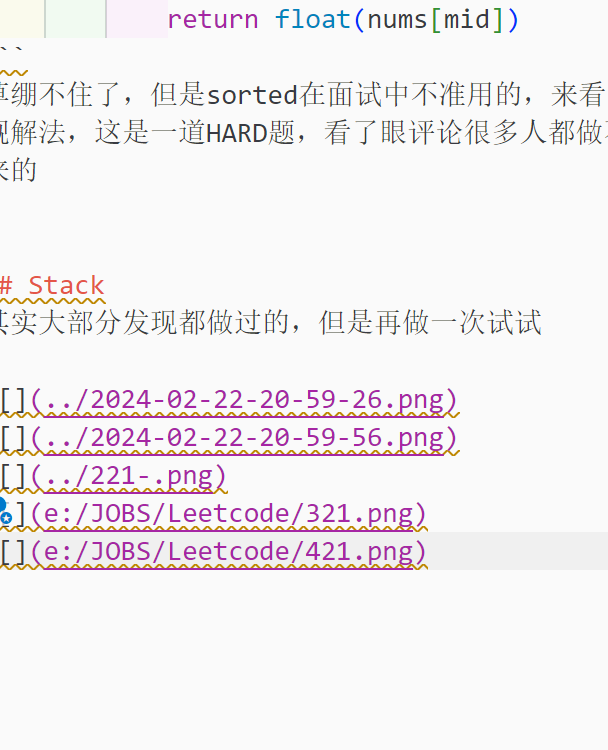 return float(nums[mid])
``
绷不住了，但是sorted在面试中不准用的，来看
解法，这是一道HARD题，看了眼评论很多人都做
来的
# Stack
其实大部分发现都做过的，但是再做一次试试
[](../2024-02-22-20-59-26.png)
[](../2024-02-22-20-59-56.png)
[](../221-.png)
](e:/JOBS/Leetcode/321.png)
[](e:/JOBS/Leetcode/421.png)